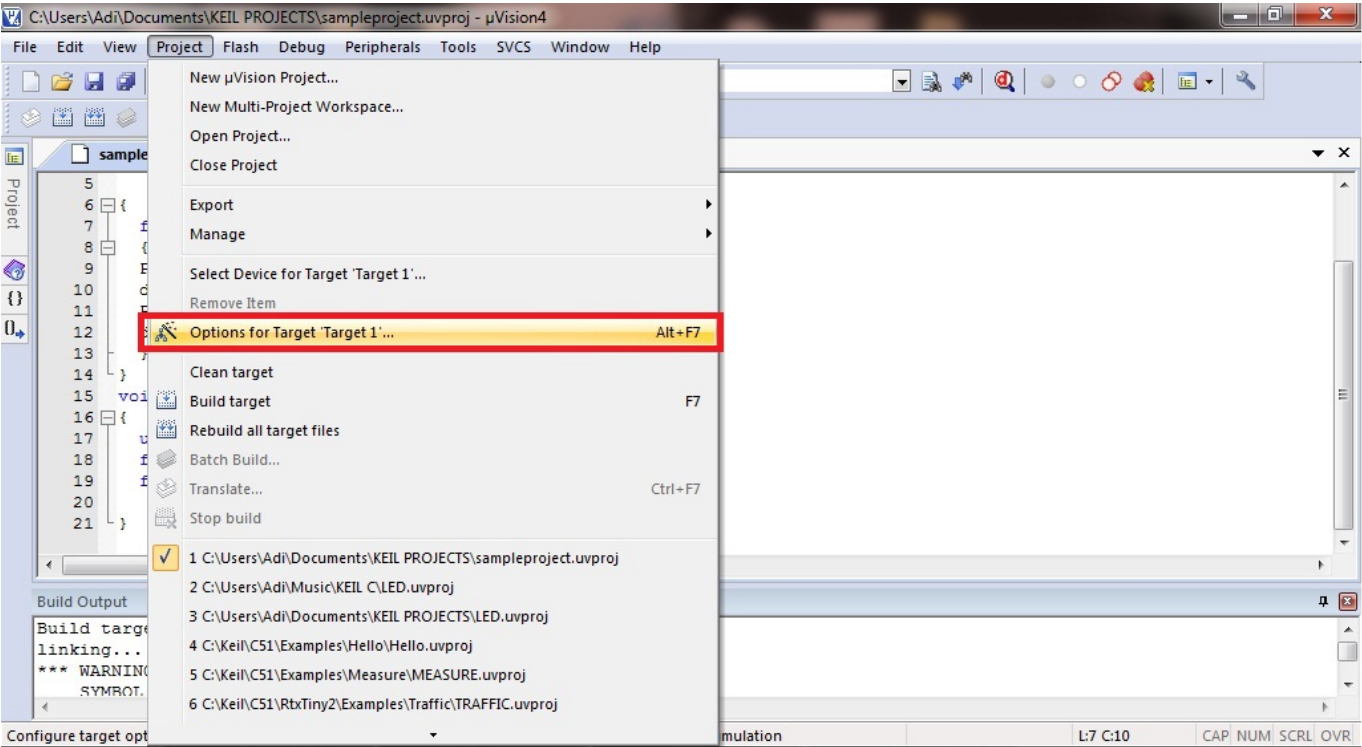 C:\Users\Adi\Documents\KEIL PROJECTS\sampleproject.uvproj - µVision4
File Edit View Project Flash Debug Peripherals Tools SVCS Window Help
New µVision Project...
New Multi-Project Workspace...
Open Project...
Close Project
Export
Manage
Select Device for Target 'Target 1'...
Remove Item
Options for Target 'Target 1'... Alt+F7
Clean target
Build target F7
Rebuild all target files
Batch Build...
Translate... Ctrl+F7
Stop build
1 C:\Users\Adi\Documents\KEIL PROJECTS\sampleproject.uvproj
2 C:\Users\Adi\Music\KEIL C\LED.uvproj
3 C:\Users\Adi\Documents\KEIL PROJECTS\LED.uvproj
4 C:\Keil\C51\Examples\Hello\Hello.uvproj
5 C:\Keil\C51\Examples\Measure\MEASURE.uvproj
6 C:\Keil\C51\RtxTiny2\Examples\Traffic\TRAFFIC.uvproj
Project
sample
5
6 {
7 f
8 {
9
10 d
11
12
13 }
14 }
15 voi
16 {
17 u
18 f
19 f
20
21 }
Build Output
Build targe
linking...
*** WARNING
SYMBOL
Configure target opt
mulation
L:7 C:10
CAP NUM SCRL OVR